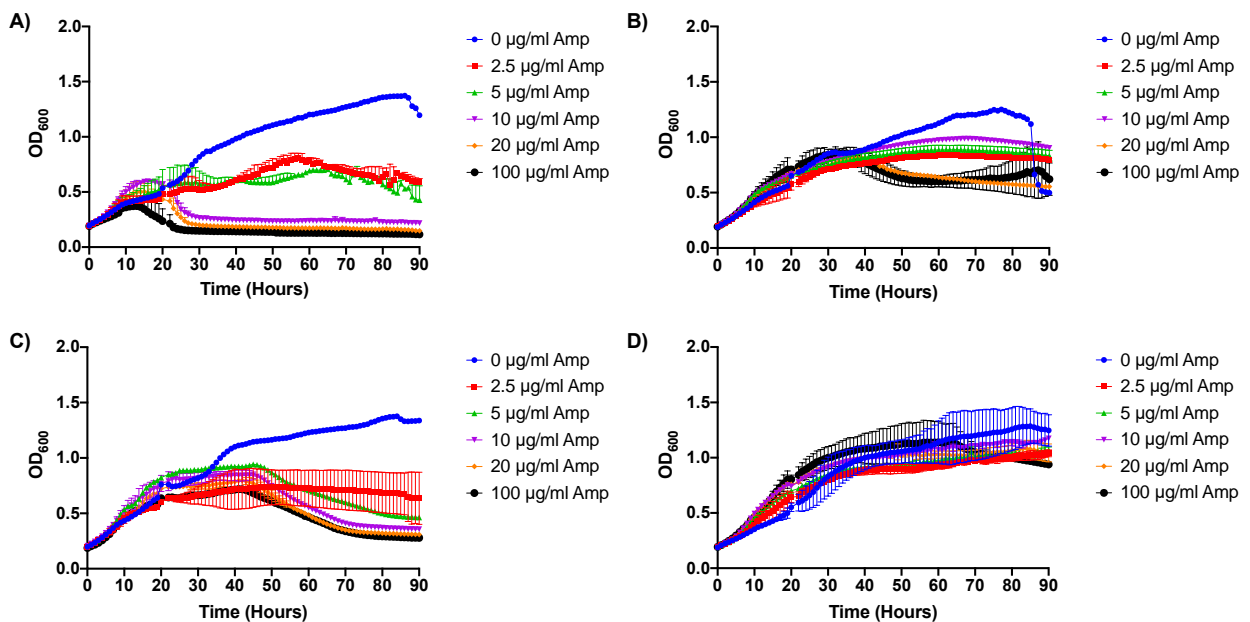 A)
2.0
1.5
1.0
0.5
0.0
OD600
0 10 20 30 40 50 60 70 80 90
Time (Hours)
0 µg/ml Amp
2.5 µg/ml Amp
5 µg/ml Amp
10 µg/ml Amp
20 µg/ml Amp
100 µg/ml Amp
B)
2.0
1.5
1.0
0.5
0.0
OD600
0 10 20 30 40 50 60 70 80 90
Time (Hours)
0 µg/ml Amp
2.5 µg/ml Amp
5 µg/ml Amp
10 µg/ml Amp
20 µg/ml Amp
100 µg/ml Amp
C)
2.0
1.5
1.0
0.5
0.0
OD600
0 10 20 30 40 50 60 70 80 90
Time (Hours)
0 µg/ml Amp
2.5 µg/ml Amp
5 µg/ml Amp
10 µg/ml Amp
20 µg/ml Amp
100 µg/ml Amp
D)
2.0
1.5
1.0
0.5
0.0
OD600
0 10 20 30 40 50 60 70 80 90
Time (Hours)
0 µg/ml Amp
2.5 µg/ml Amp
5 µg/ml Amp
10 µg/ml Amp
20 µg/ml Amp
100 µg/ml Amp